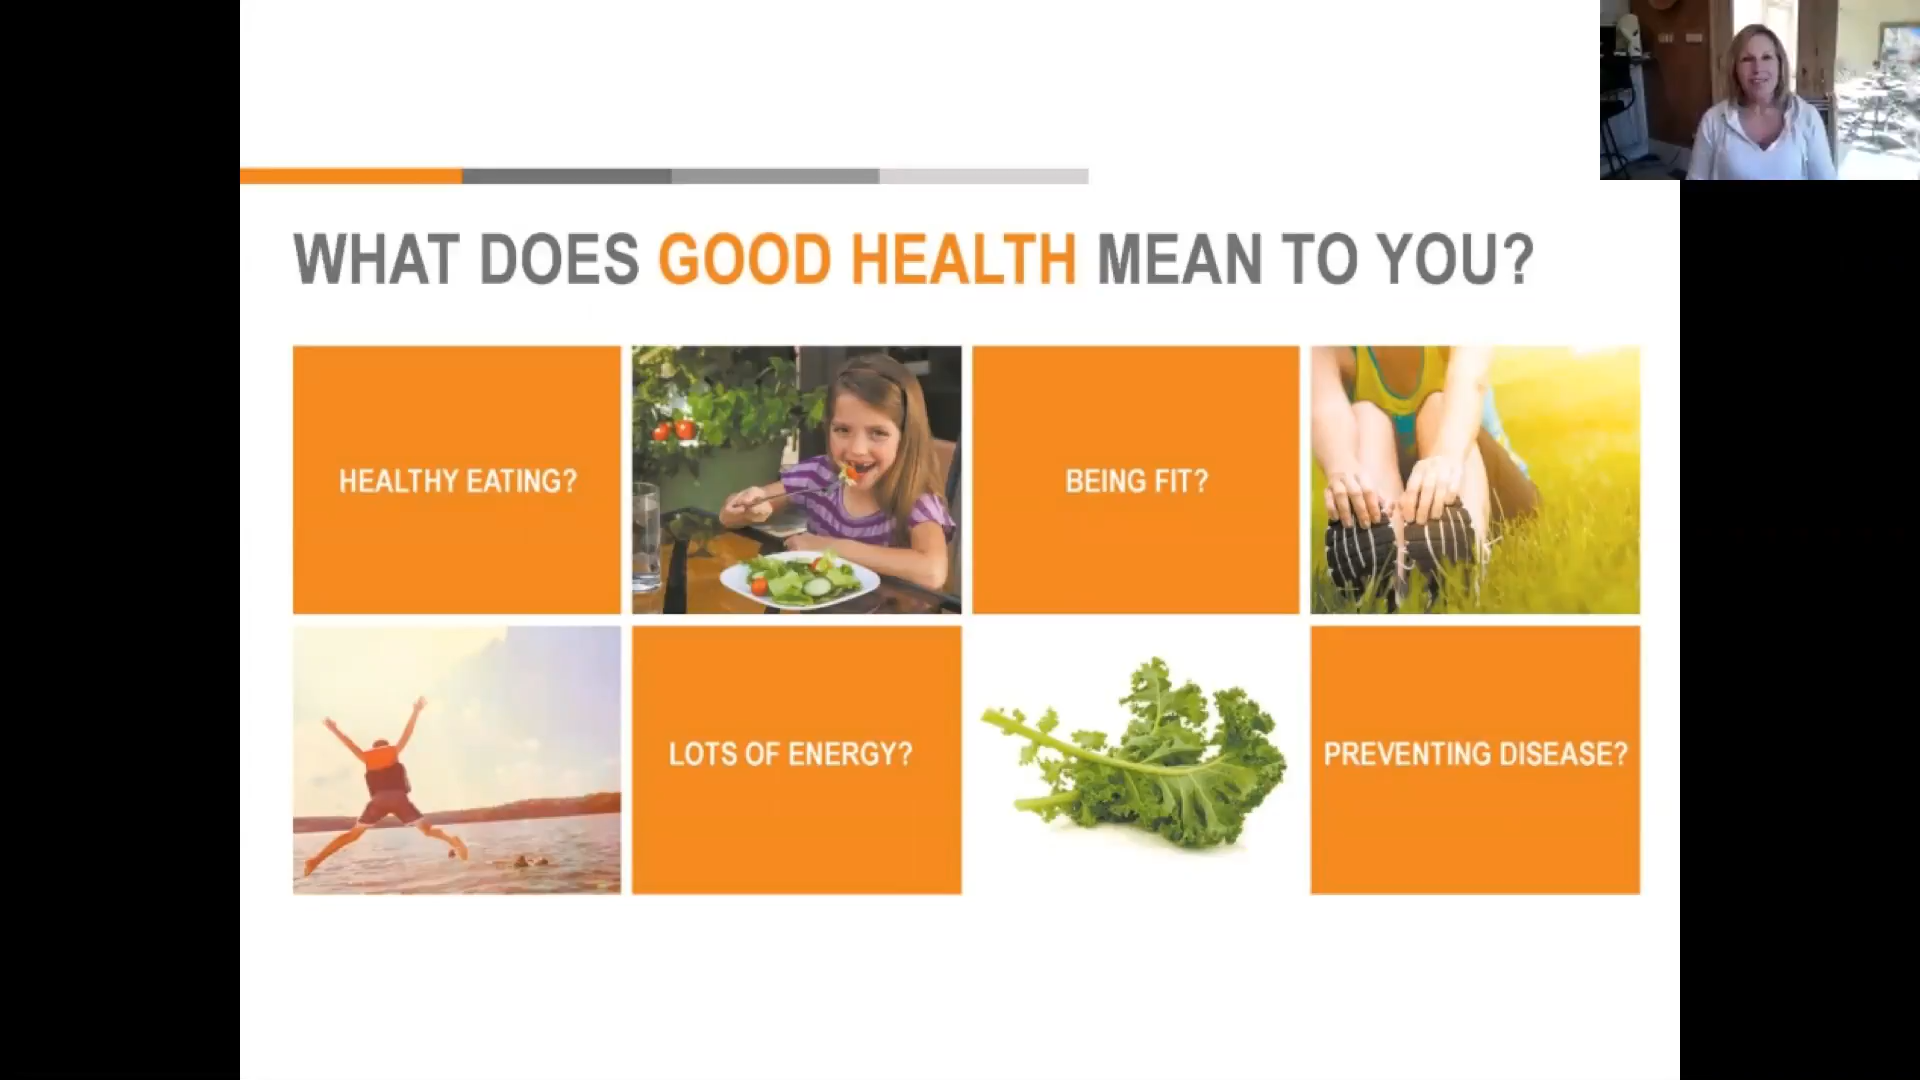 WHAT DOES GOOD HEALTH MEAN TO YOU?
HEALTHY EATING?
BEING FIT?
LOTS OF ENERGY?
PREVENTING DISEASE?